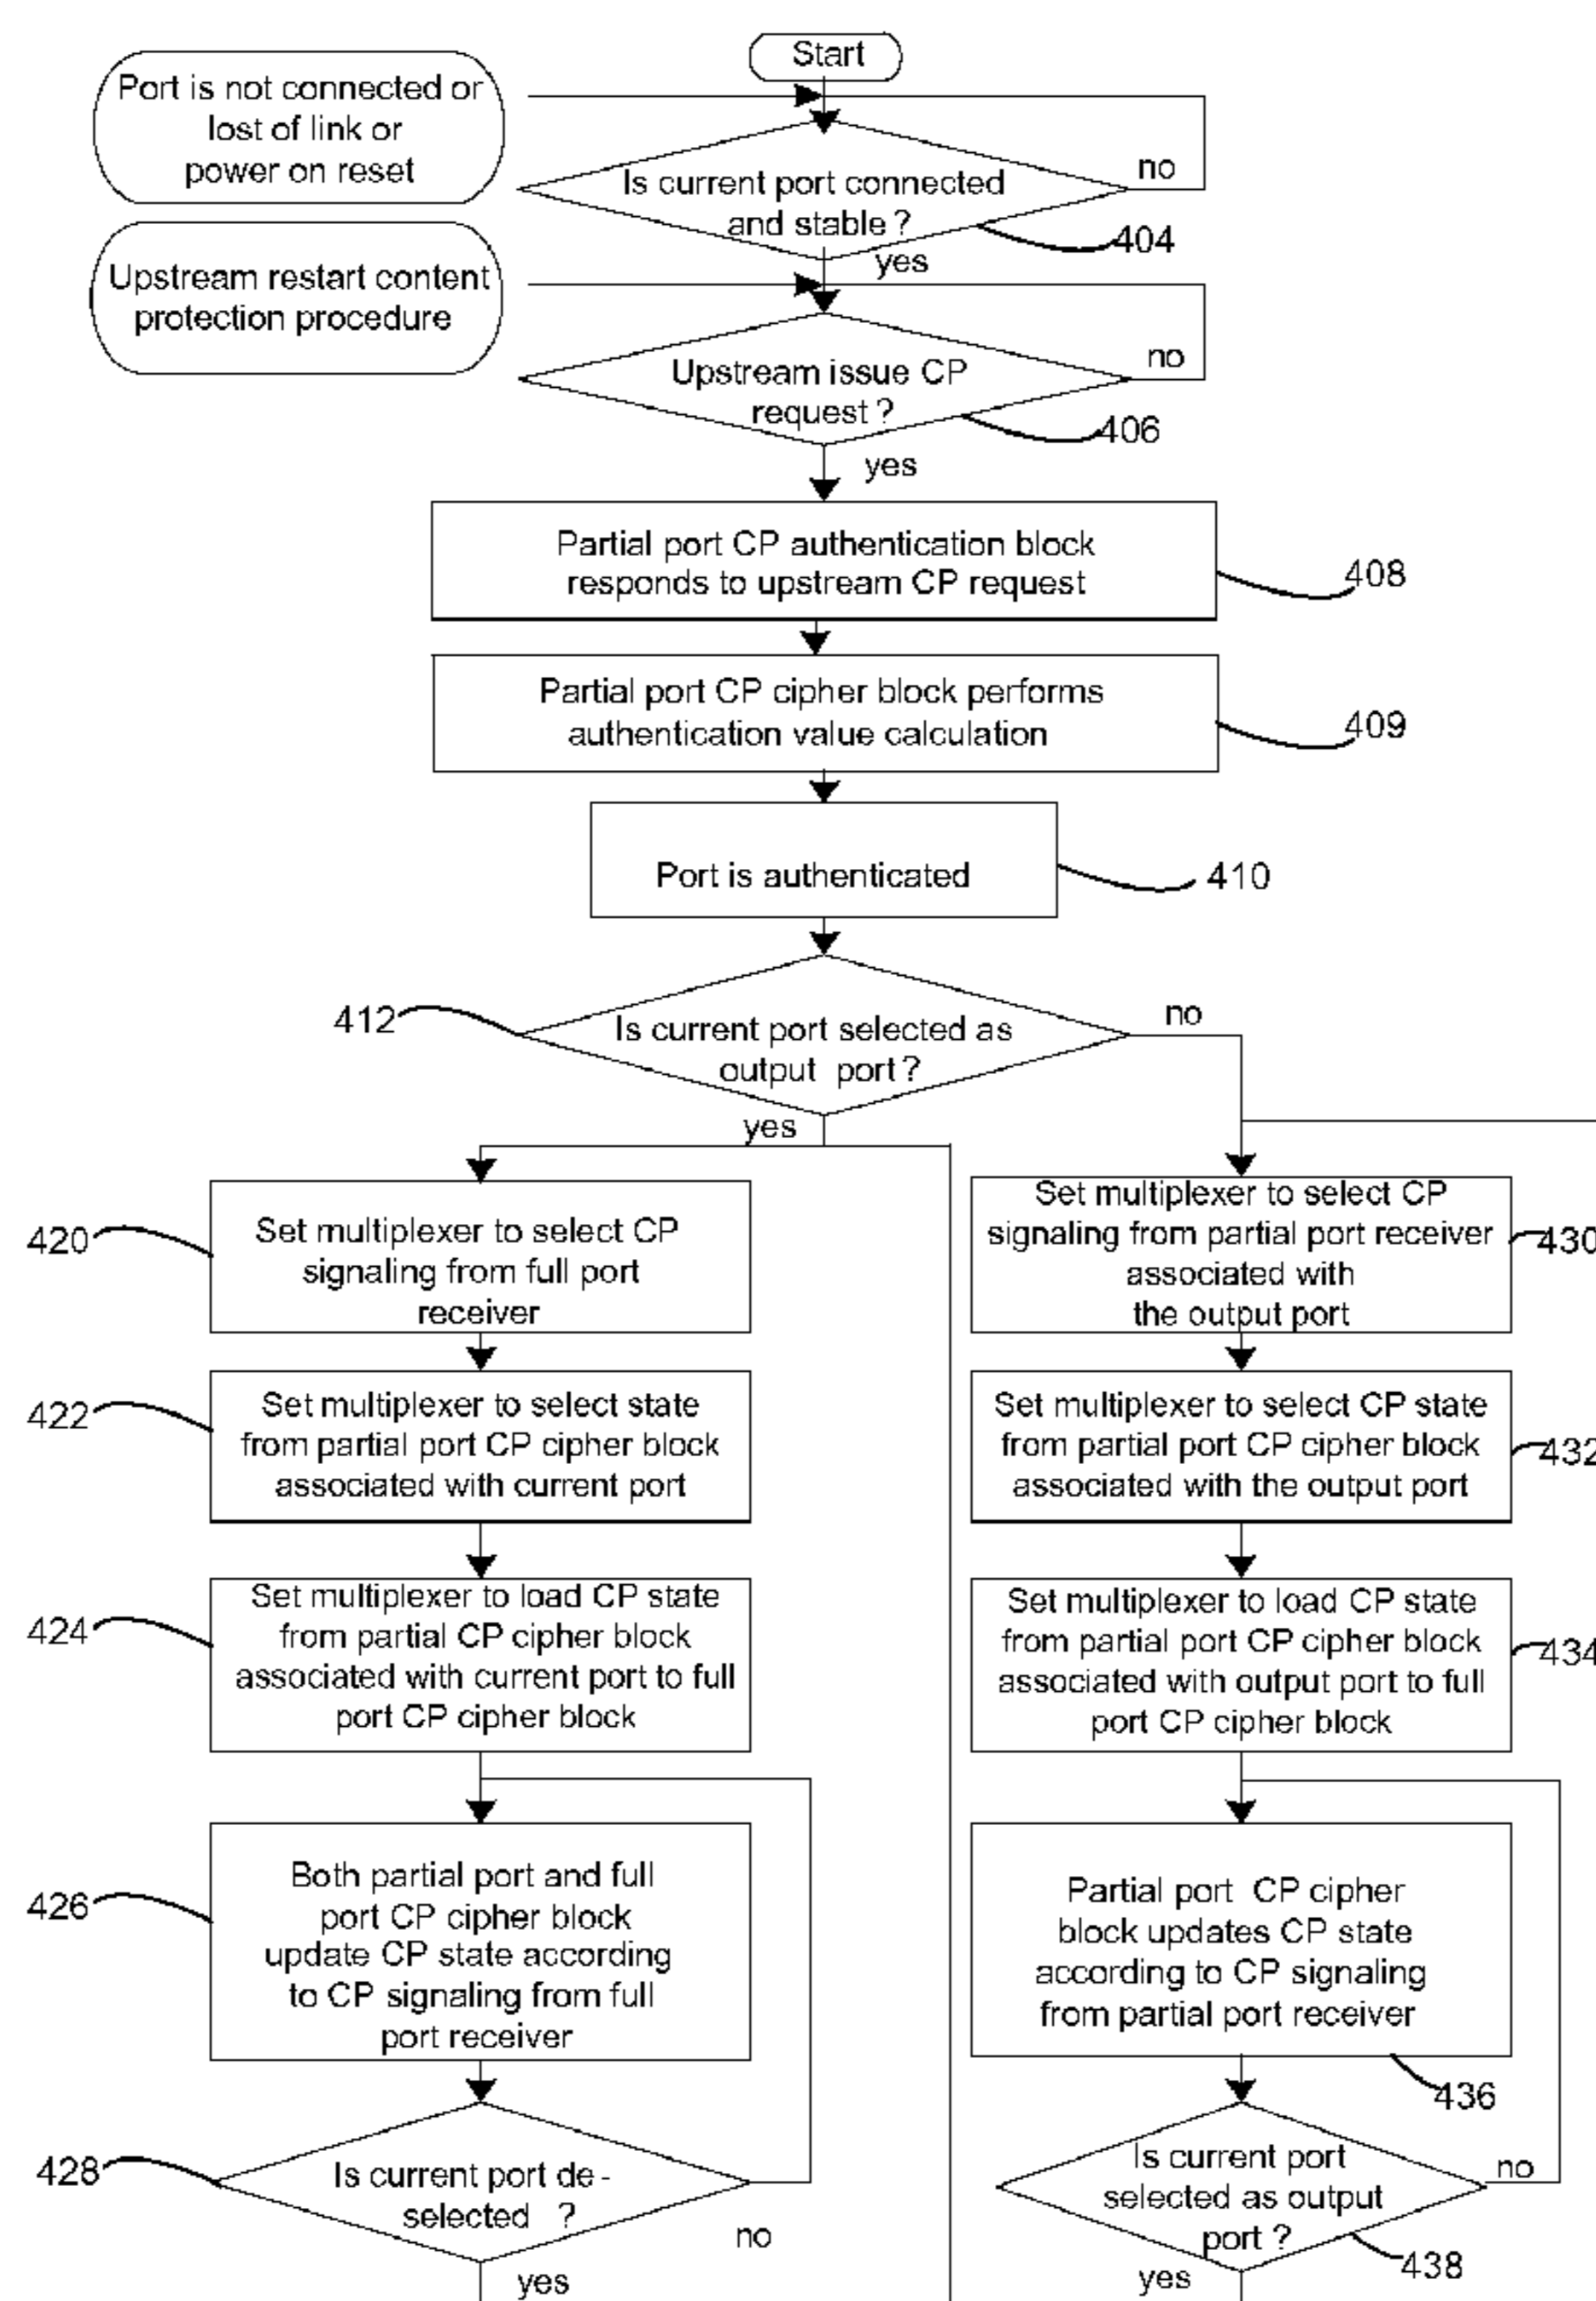 Start
Port is not connected or
lost of link or
power on reset
Is current port connected
and stable ?
no
404
yes
Upstream restart content
protection procedure
Upstream issue CP
request ?
no
406
yes
Partial port CP authentication block
responds to upstream CP request
408
Partial port CP cipher block performs
authentication value calculation
409
Port is authenticated
410
412
Is current port selected as
output port ?
no
yes
420
Set multiplexer to select CP
signaling from full port
receiver
Set multiplexer to select CP
signaling from partial port receiver
associated with
the output port
430
422
Set multiplexer to select state
from partial port CP cipher block
associated with current port
Set multiplexer to select CP state
from partial port CP cipher block
associated with the output port
432
424
Set multiplexer to load CP state
from partial CP cipher block
associated with current port to full
port CP cipher block
Set multiplexer to load CP state
from partial port CP cipher block
associated with output port to full
port CP cipher block
434
426
Both partial port and full
port CP cipher block
update CP state according
to CP signaling from full
port receiver
Partial port CP cipher
block updates CP state
according to CP signaling
from partial port receiver
436
428
Is current port de-
selected ?
no
yes
Is current port
selected as output
port ?
no
438
yes